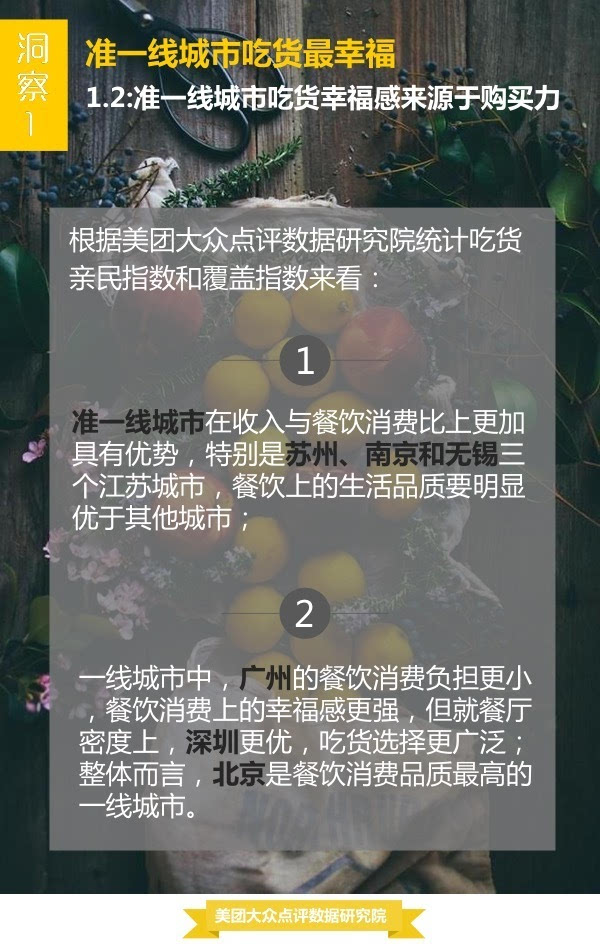 洞察1
准一线城市吃货最幸福
1.2:准一线城市吃货幸福感来源于购买力
根据美团大众点评数据研究院统计吃货
亲民指数和覆盖指数来看：
1
准一线城市在收入与餐饮消费比上更加
具有优势，特别是苏州、南京和无锡三
个江苏城市，餐饮上的生活品质要明显
优于其他城市；
2
一线城市中，广州的餐饮消费负担更小
，餐饮消费上的幸福感更强，但就餐厅
密度上，深圳更优，吃货选择更广泛；
整体而言，北京是餐饮消费品质最高的
一线城市。
美团大众点评数据研究院